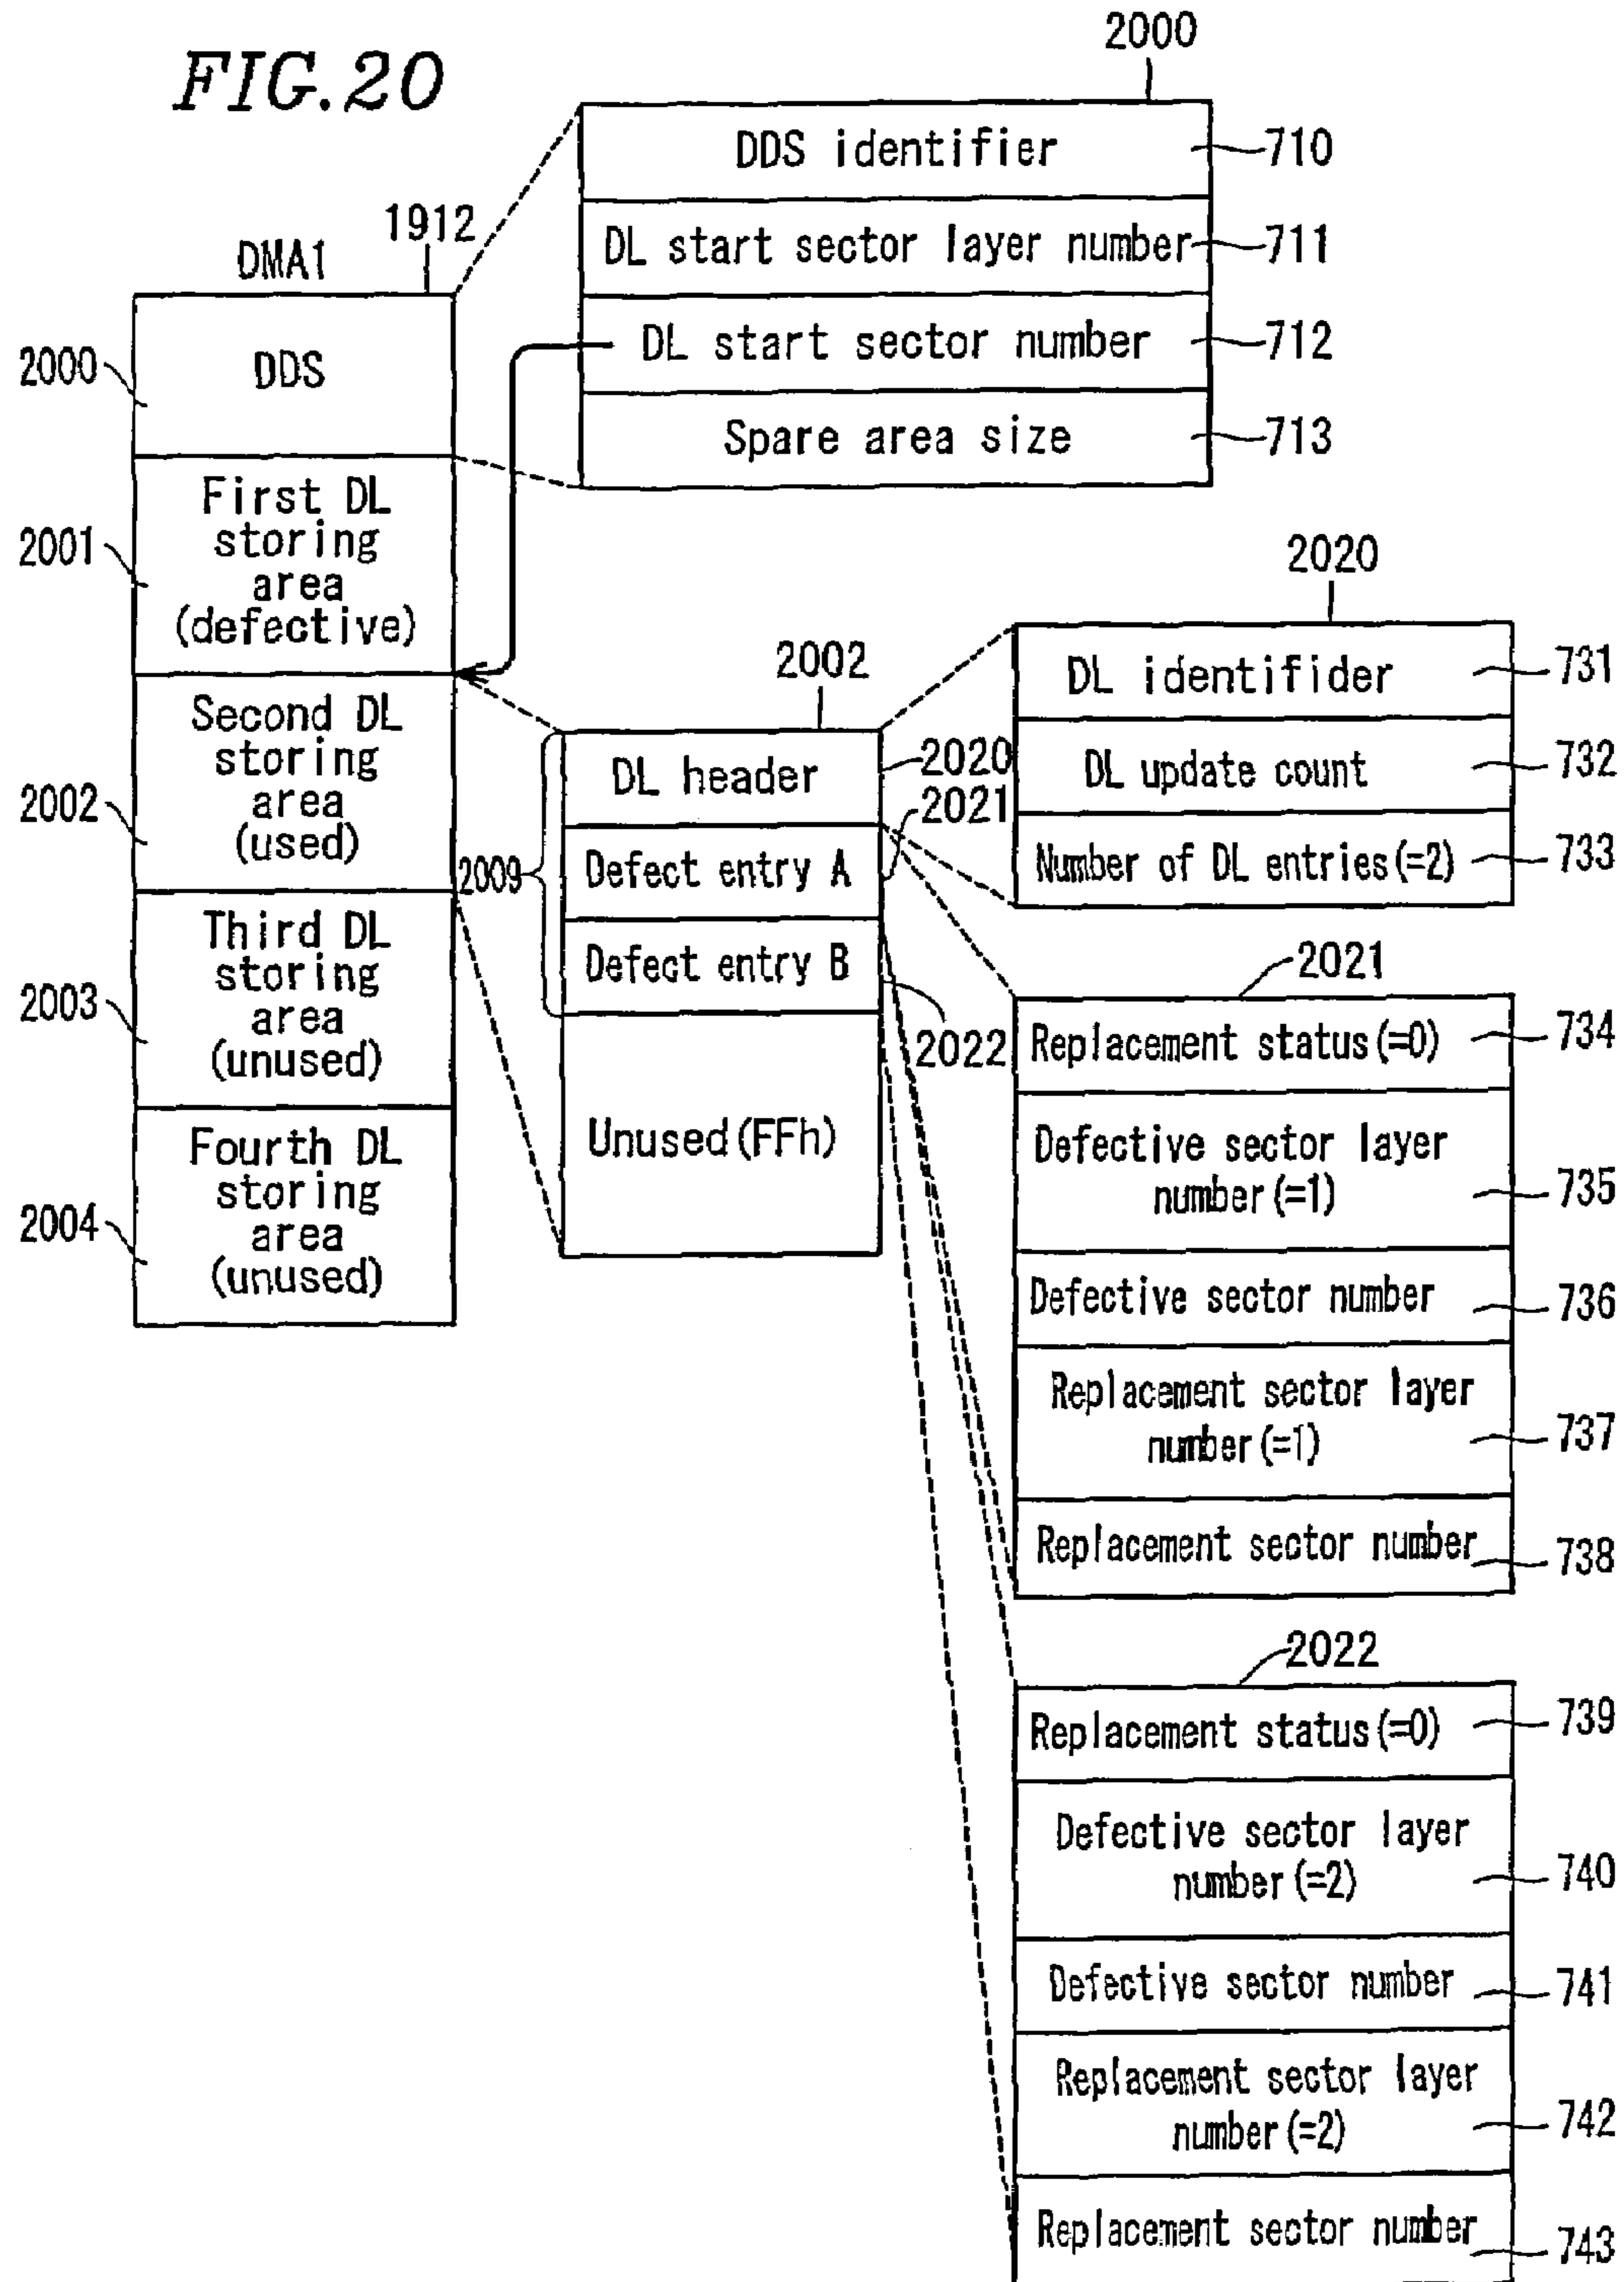 FIG.20
2000
DDS identifier
710
DL start sector layer number
711
DL start sector number
712
Spare area size
713
DMA1
1912
2000
DDS
2001
First DL
storing
area
(defective)
2002
Second DL
storing
area
(used)
2003
Third DL
storing
area
(unused)
2004
Fourth DL
storing
area
(unused)
2002
2009
DL header
2020
Defect entry A
2021
Defect entry B
2022
Unused(FFh)
2020
DL identifider
731
DL update count
732
Number of DL entries(=2)
733
2021
Replacement status(=0)
734
Defective sector layer
number(=1)
735
Defective sector number
736
Replacement sector layer
number(=1)
737
Replacement sector number
738
2022
Replacement status(=0)
739
Defective sector layer
number(=2)
740
Defective sector number
741
Replacement sector layer
number(=2)
742
Replacement sector number
743